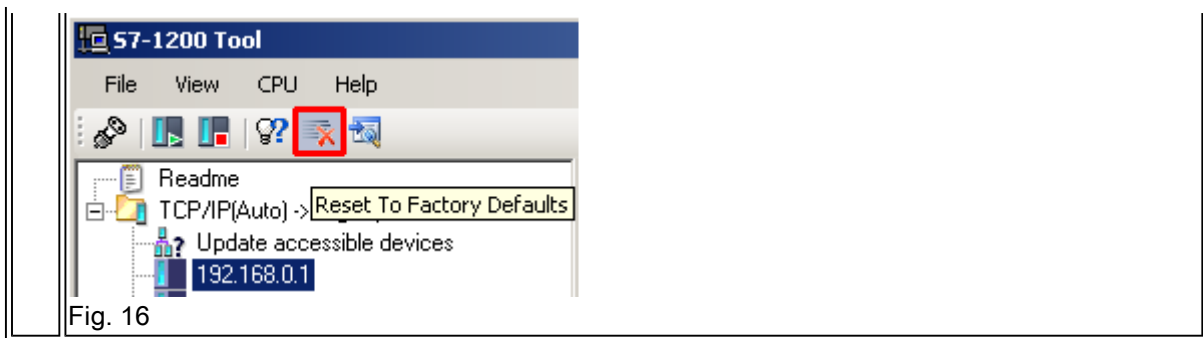 S7-1200 Tool
File View CPU Help
Readme
TCP/IP(Auto) ->
Reset To Factory Defaults
Update accessible devices
192.168.0.1
Fig. 16